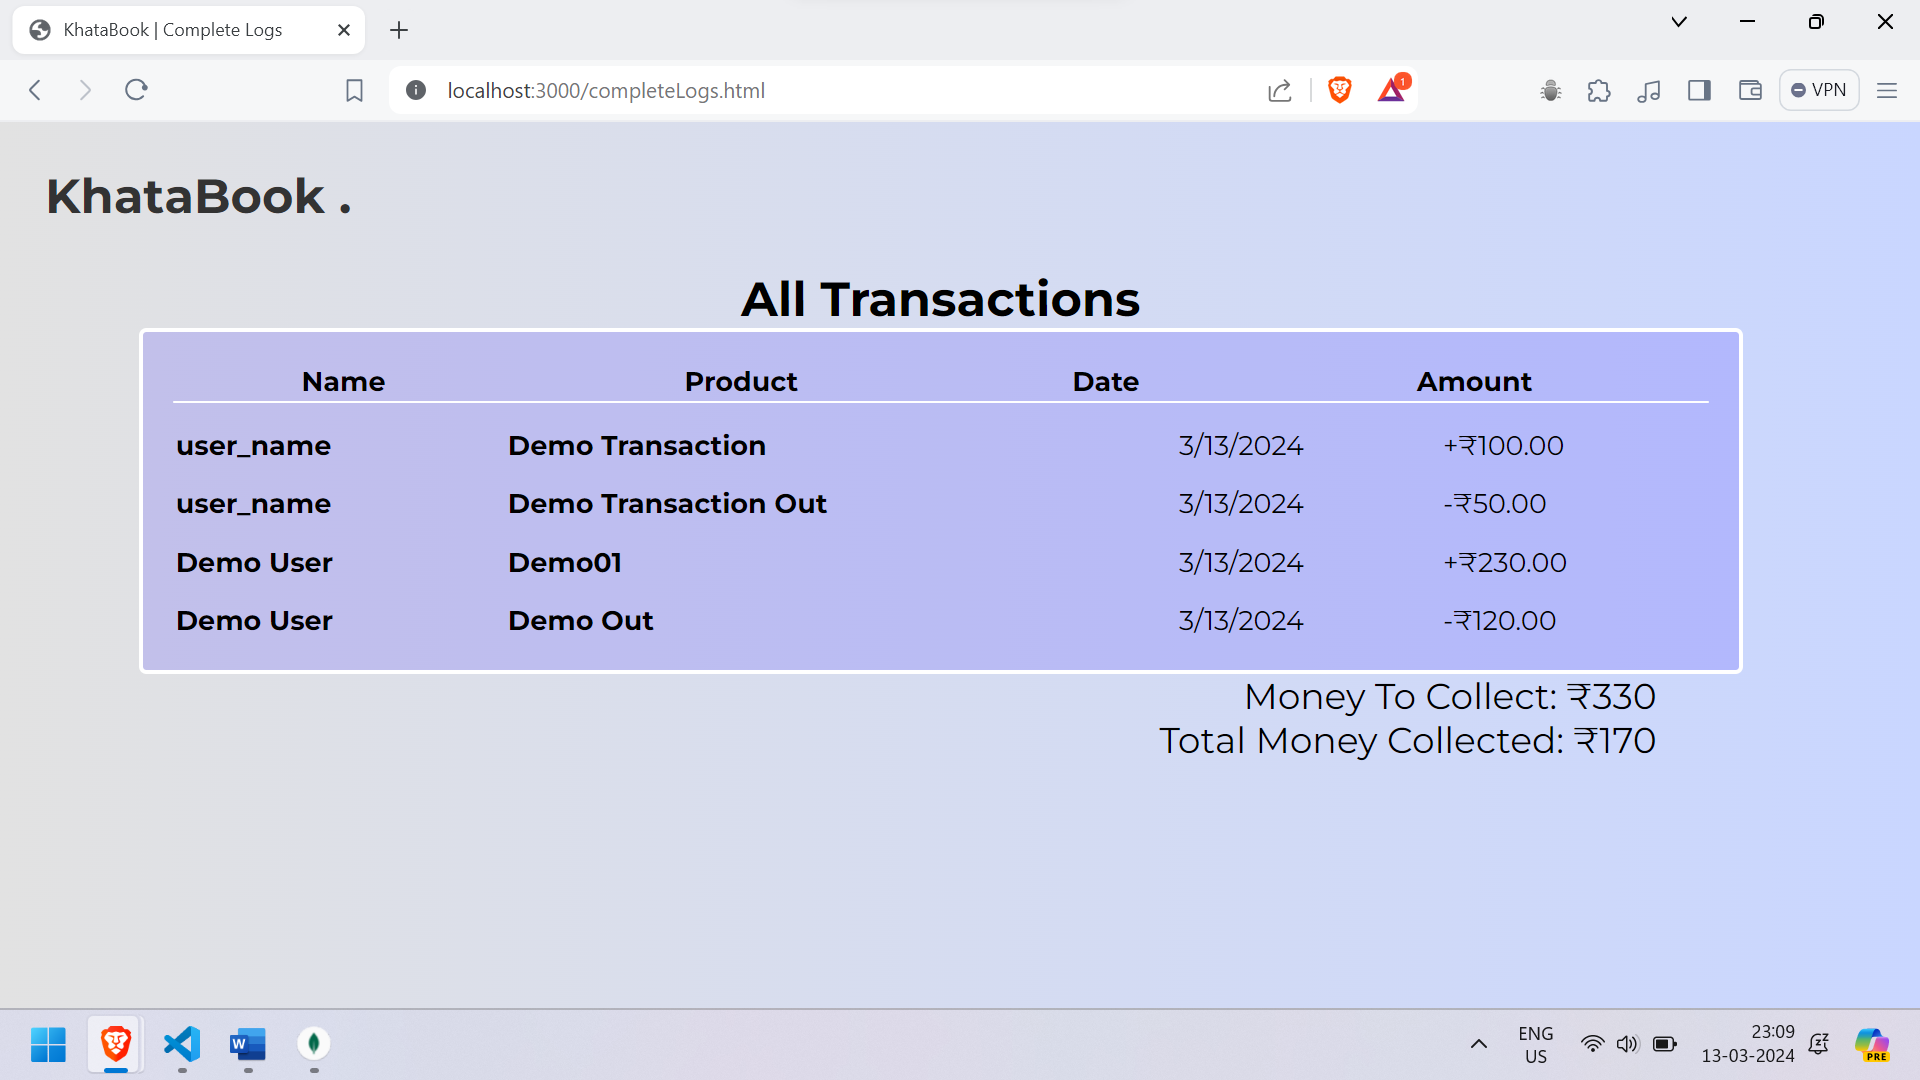 KhataBook | Complete Logs
localhost:3000/completeLogs.html
1
VPN
KhataBook .
All Transactions
Name Product Date Amount
user_name Demo Transaction 3/13/2024 +₹100.00
user_name Demo Transaction Out 3/13/2024 -₹50.00
Demo User Demo01 3/13/2024 +₹230.00
Demo User Demo Out 3/13/2024 -₹120.00
Money To Collect: ₹330
Total Money Collected: ₹170
W
ENG
US
23:09
13-03-2024
PRE